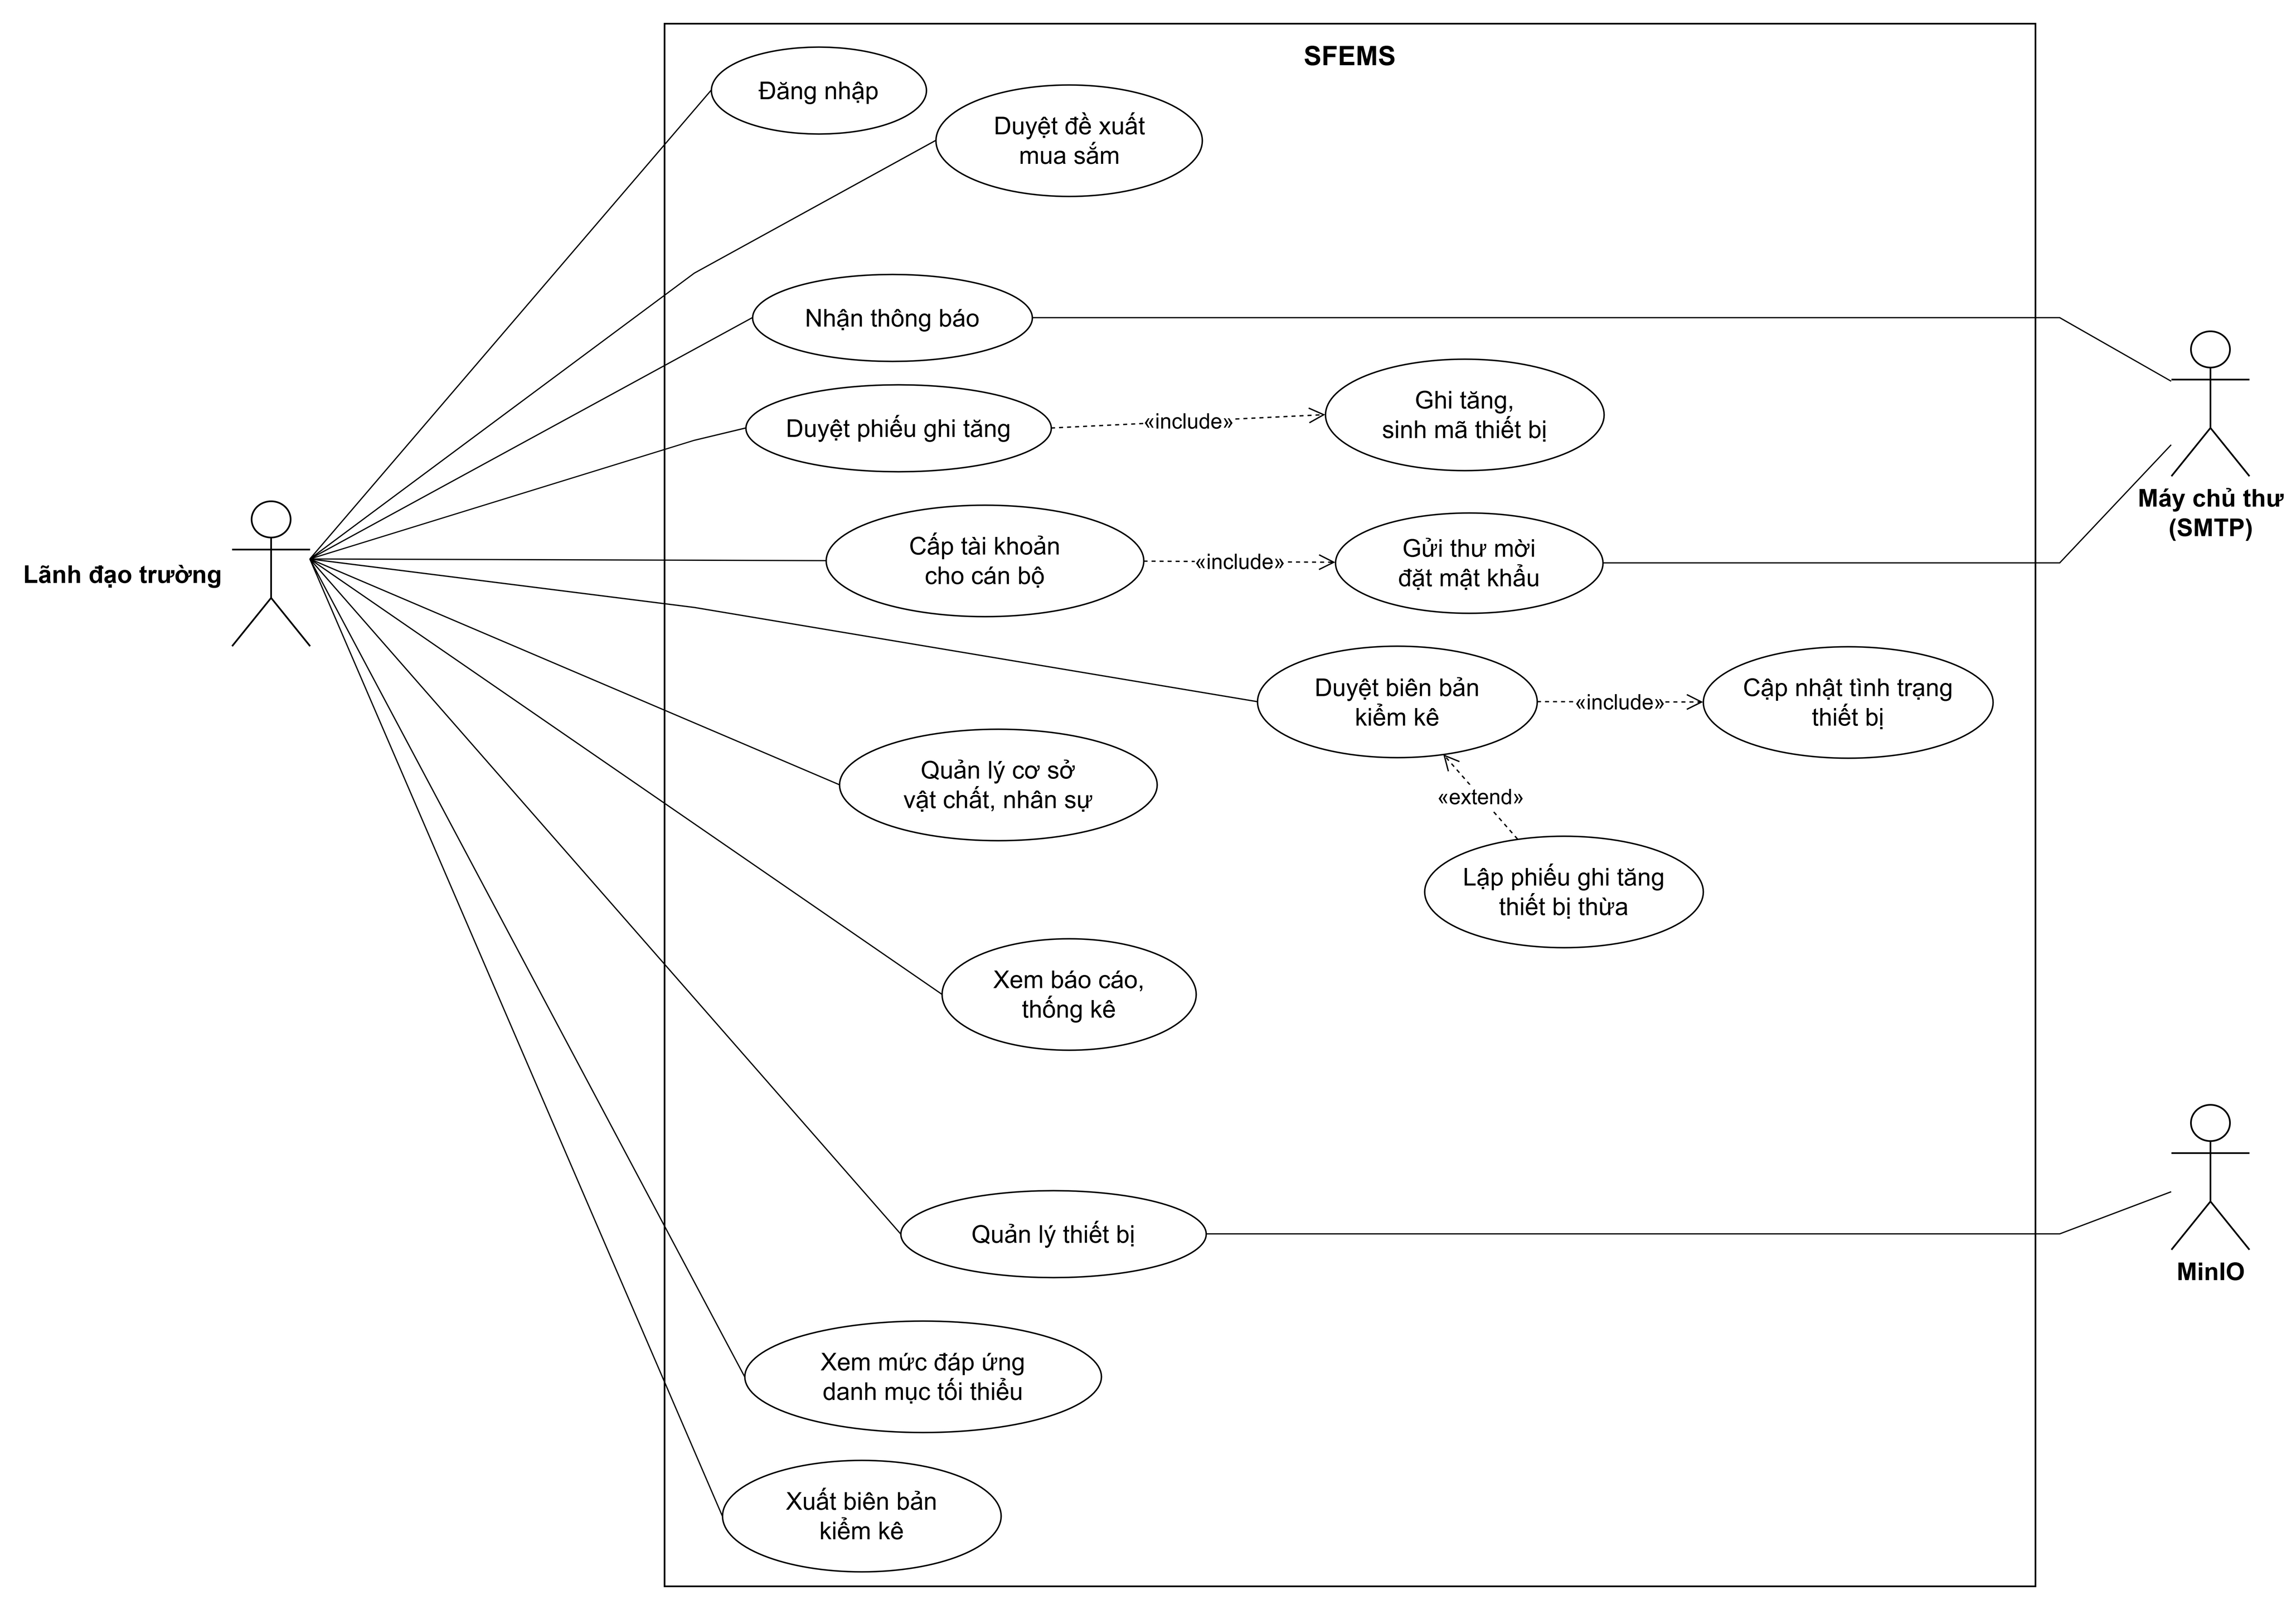 SFEMS
Đăng nhập
Duyệt đề xuất
mua sắm
Nhận thông báo
Duyệt phiếu ghi tăng
«include»
Ghi tăng,
sinh mã thiết bị
Máy chủ thư
(SMTP)
Lãnh đạo trường
Cấp tài khoản
cho cán bộ
«include»
Gửi thư mời
đặt mật khẩu
Duyệt biên bản
kiểm kê
«include»
Cập nhật tình trạng
thiết bị
Quản lý cơ sở
vật chất, nhân sự
«extend»
Lập phiếu ghi tăng
thiết bị thừa
Xem báo cáo,
thống kê
Quản lý thiết bị
MinIO
Xem mức đáp ứng
danh mục tối thiểu
Xuất biên bản
kiểm kê